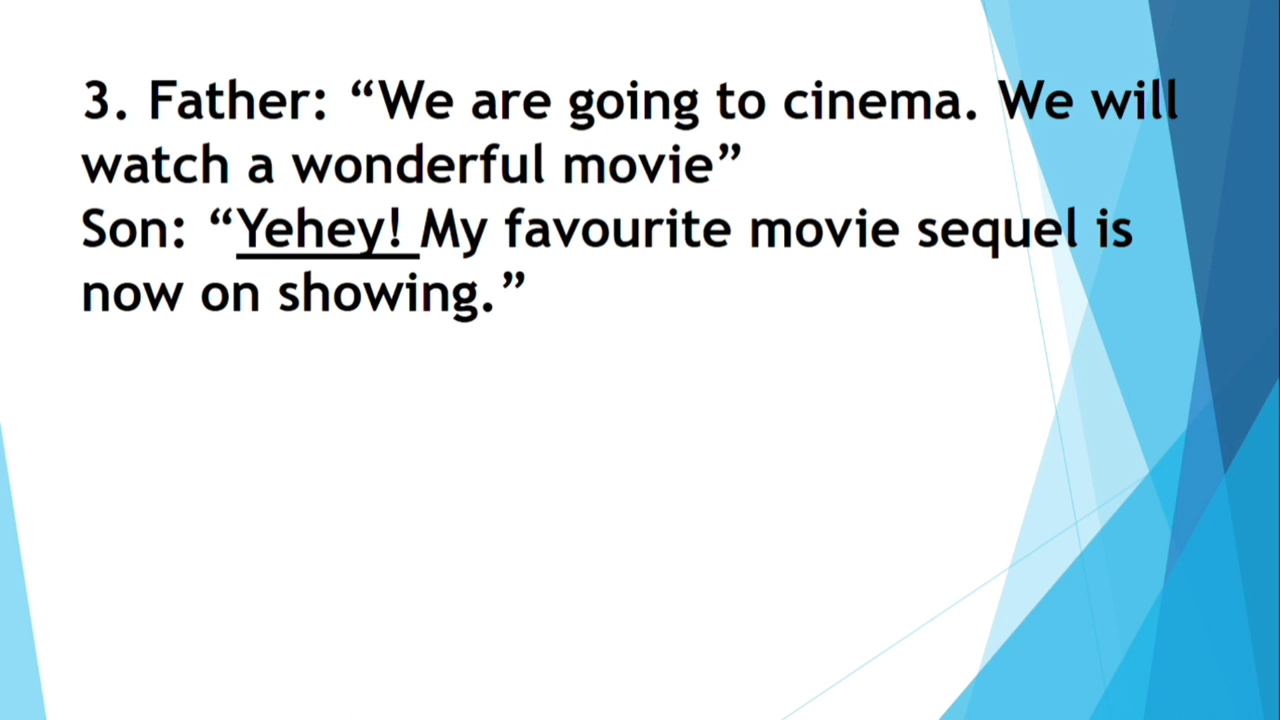 3. Father: “We are going to cinema. We will
watch a wonderful movie”
Son: “Yehey! My favourite movie sequel is
now on showing.”